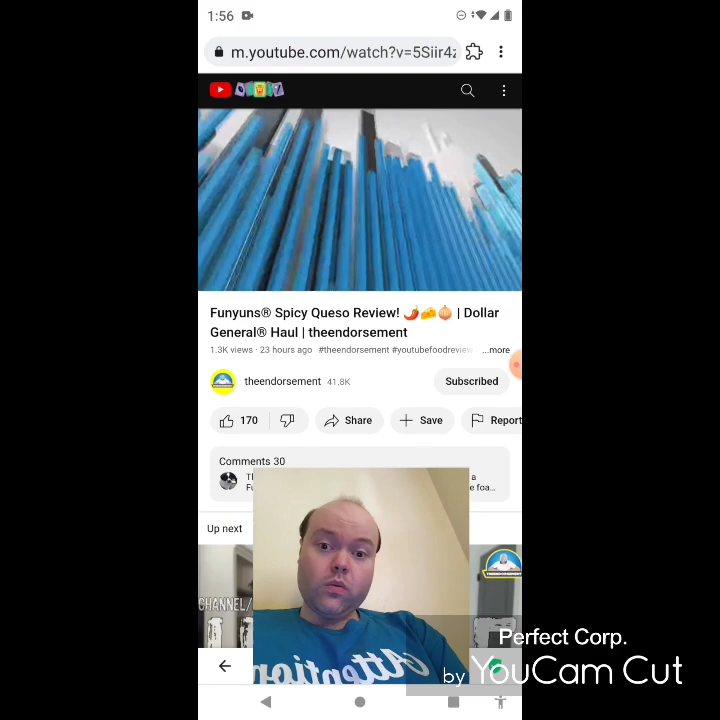 1:56
m.youtube.com/watch?v=5Siir4z
Funyuns® Spicy Queso Review! 🌶️🧀🧅 | Dollar
General® Haul | theendorsement
1.3K views · 23 hours ago #theendorsement #youtubefoodreview ...more
theendorsement 41.8K
Subscribed
170
Share
Save
Report
Comments 30
a
foa...
Up next
CHANNEL/
Attention
Perfect Corp.
by YouCam Cut